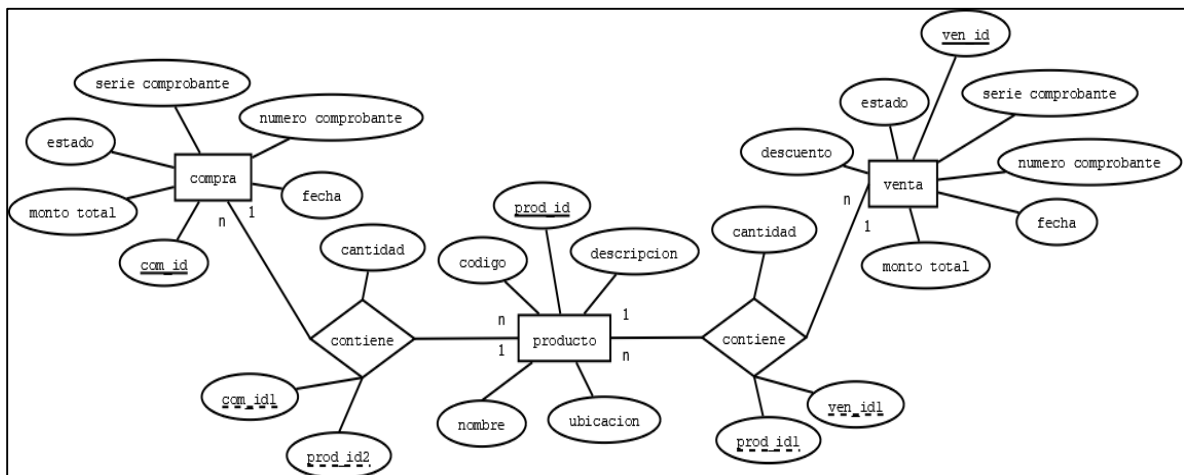 ven_id
serie comprobante
serie comprobante
estado
numero comprobante
estado
descuento
numero comprobante
compra
venta
monto total
fecha
prod_id
n
1
n
1
fecha
com_id
cantidad
codigo
descripcion
cantidad
monto total
n
1
contiene
1
producto
n
contiene
com_id1
nombre
ubicacion
ven_id1
prod_id2
prod_id1